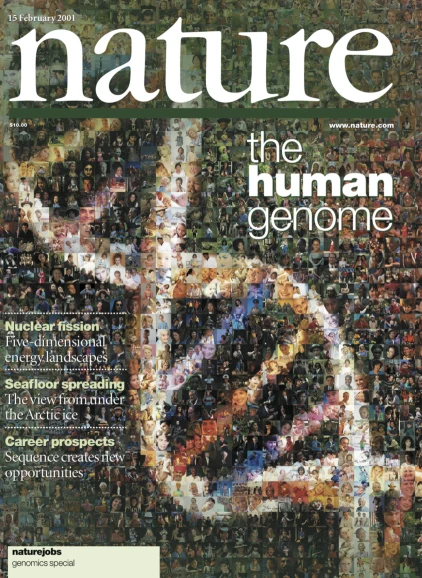 15 February 2001
nature
$10.00
www.nature.com
the
human
genome
Nuclear fission
Five-dimensional
energy landscapes
Seafloor spreading
The view from under
the Arctic ice
Career prospects
Sequence creates new
opportunities
naturejobs
genomics special